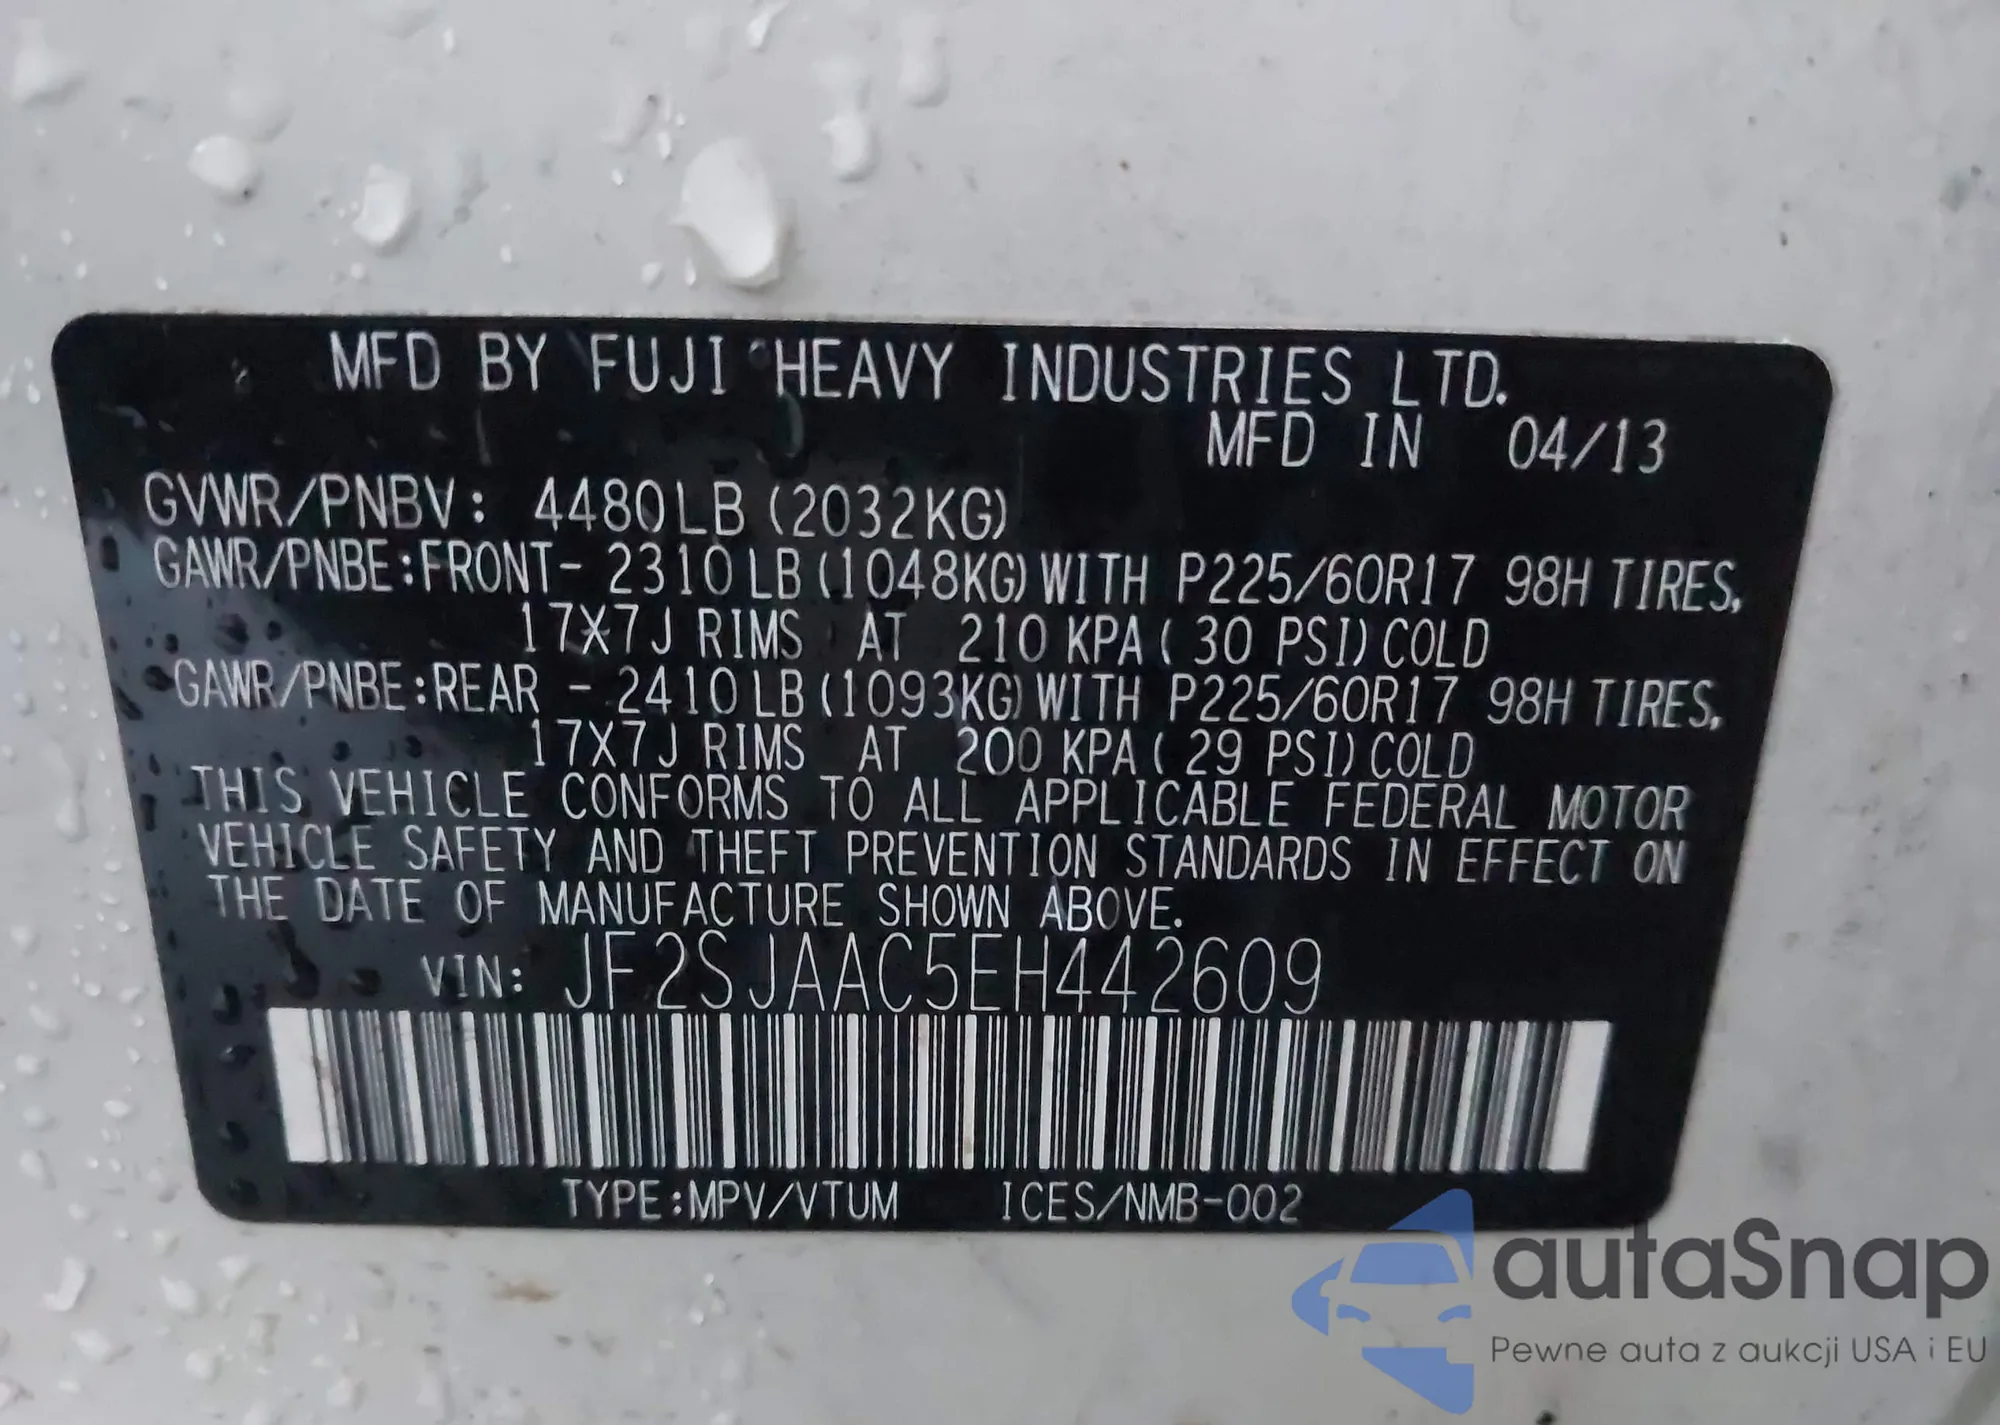 MFD BY FUJI HEAVY INDUSTRIES LTD.
MFD IN 04/13
GVWR/PNBV: 4480LB (2032KG)
GAWR/PNBE:FRONT- 2310LB(1048KG)WITH P225/60R17 98H TIRES,
17X7J RIMS AT 210 KPA( 30 PSI)COLD
GAWR/PNBE:REAR - 2410LB(1093KG)WITH P225/60R17 98H TIRES,
17X7J RIMS AT 200 KPA( 29 PSI)COLD
THIS VEHICLE CONFORMS TO ALL APPLICABLE FEDERAL MOTOR
VEHICLE SAFETY AND THEFT PREVENTION STANDARDS IN EFFECT ON
THE DATE OF MANUFACTURE SHOWN ABOVE.
VIN: JF2SJAAC5EH442609
TYPE:MPV/VTUM ICES/NMB-002
autaSnap
Pewne auta z aukcji USA i EU